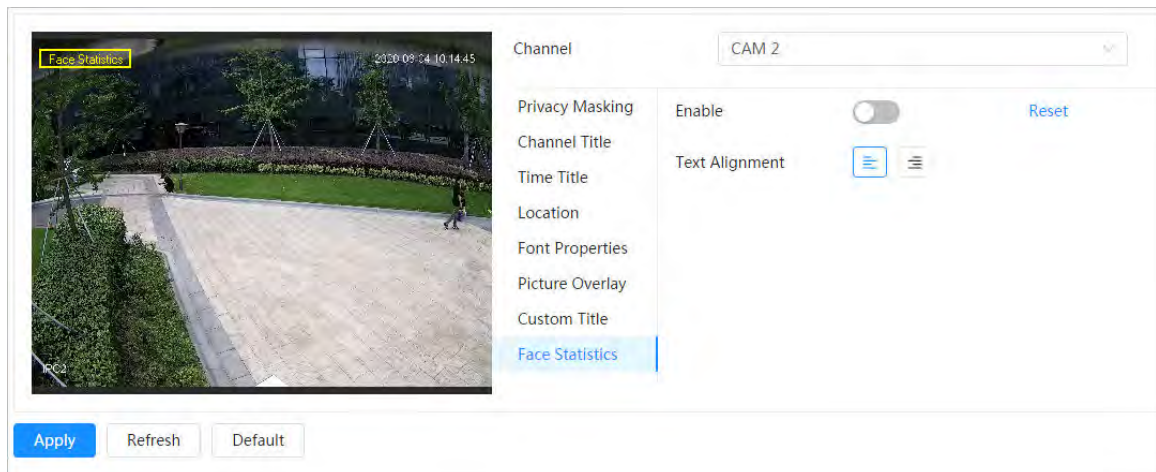 Face Statistics
2020-09-04 10:14:45
IPC2
Channel
CAM 2
Privacy Masking
Channel Title
Time Title
Location
Font Properties
Picture Overlay
Custom Title
Face Statistics
Enable
Reset
Text Alignment
Apply
Refresh
Default